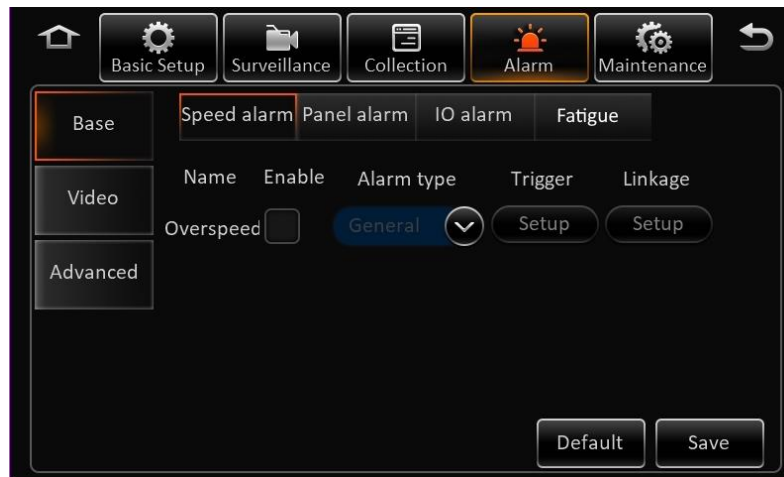 Basic Setup Surveillance Collection Alarm Maintenance
Base
Speed alarm Panel alarm IO alarm Fatigue
Video
Name Enable Alarm type Trigger Linkage
Overspeed General Setup Setup
Advanced
Default Save